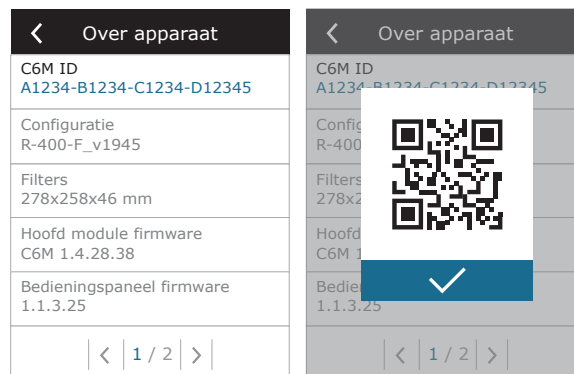 Over apparaat
C6M ID
A1234-B1234-C1234-D12345
Configuratie
R-400-F_v1945
Filters
278x258x46 mm
Hoofd module firmware
C6M 1.4.28.38
Bedieningspaneel firmware
1.1.3.25
1 / 2
Over apparaat
C6M ID
A1234-B1234-C1234-D12345
Config
R-400
Filters
278x2
Hoofd
C6M 1
Bedie
1.1.3.25
1 / 2